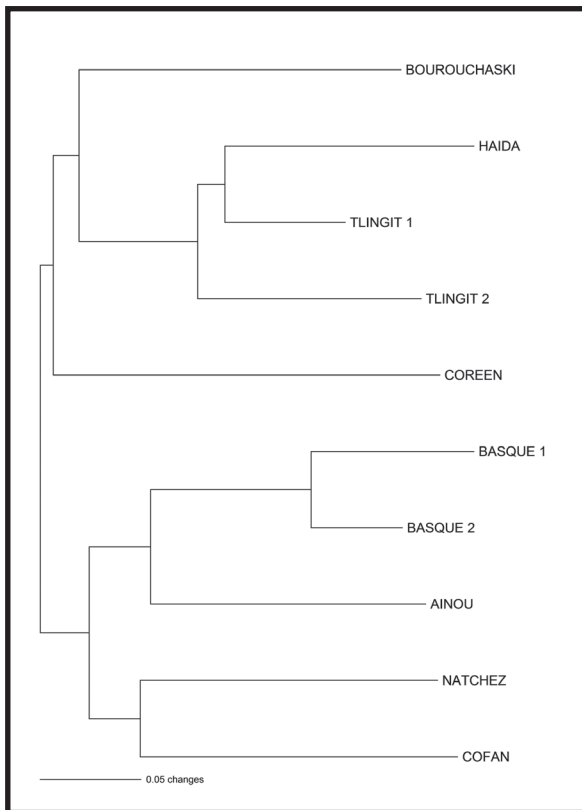 BOUROUCHASKI
HAIDA
TLINGIT 1
TLINGIT 2
COREEN
BASQUE 1
BASQUE 2
AINOU
NATCHEZ
COFAN
0.05 changes